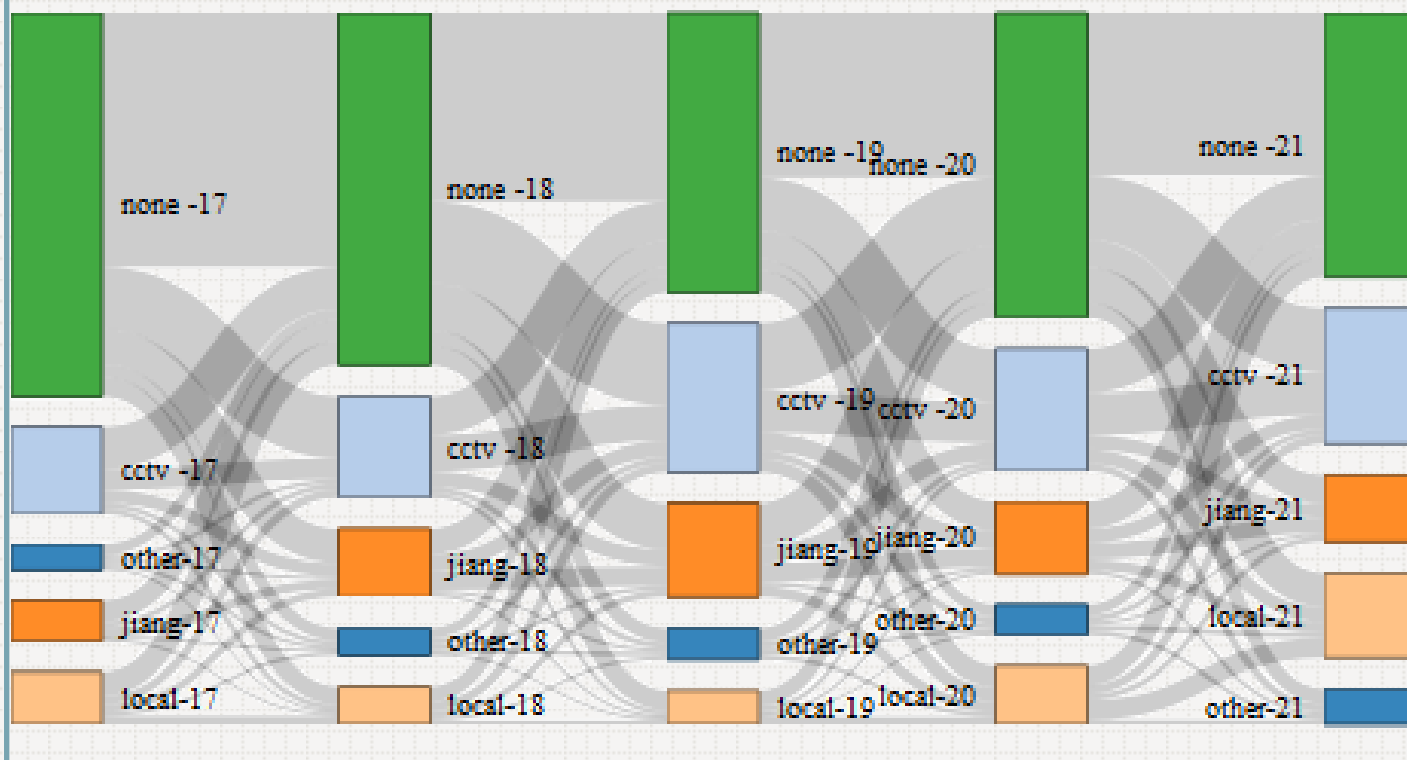 none -17
cctv -17
other-17
jiang-17
local-17
none -18
cctv -18
jiang-18
other-18
local-18
none -19
cctv -19
jiang-19
other-19
local-19
none -20
cctv -20
jiang-20
other-20
local-20
none -21
cctv -21
jiang-21
local-21
other-21